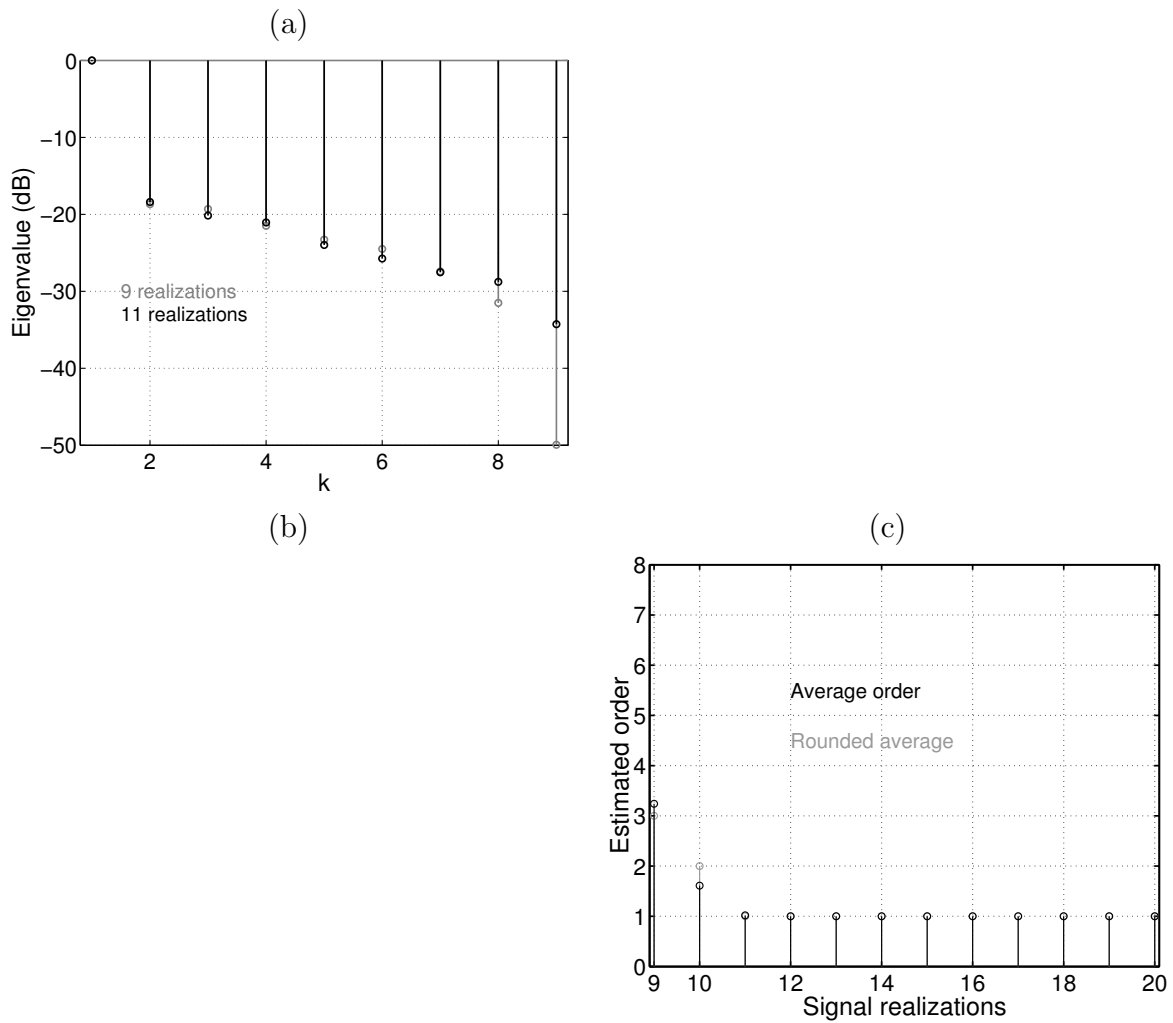 (a)
0
−10
−20
−30
−40
−50
Eigenvalue (dB)
9 realizations
11 realizations
2 4 6 8
k
(b)
(c)
8
7
6
5
4
3
2
1
0
Estimated order
Average order
Rounded average
9 10 12 14 16 18 20
Signal realizations